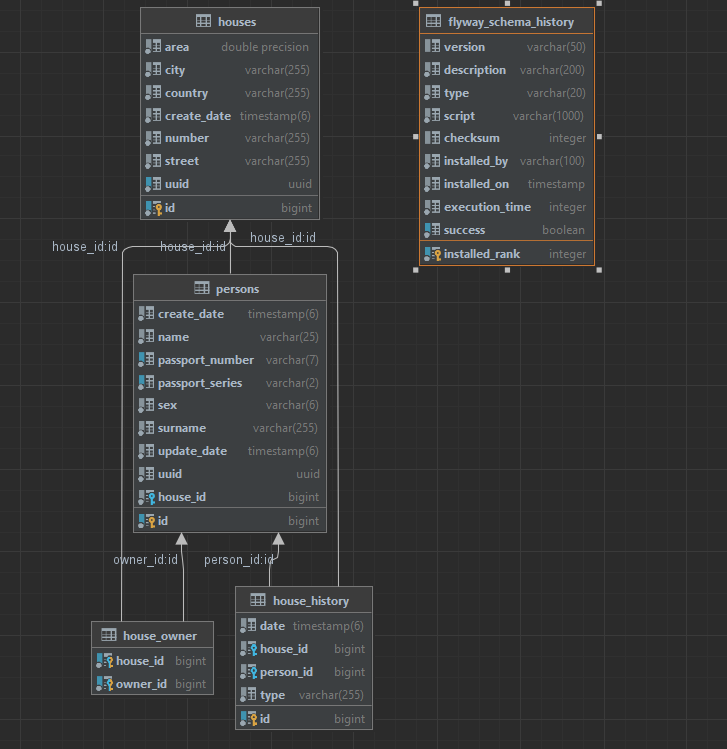 houses
area double precision
city varchar(255)
country varchar(255)
create_date timestamp(6)
number varchar(255)
street varchar(255)
uuid uuid
id bigint
flyway_schema_history
version varchar(50)
description varchar(200)
type varchar(20)
script varchar(1000)
checksum integer
installed_by varchar(100)
installed_on timestamp
execution_time integer
success boolean
installed_rank integer
house_id:id house_id:id house_id:id
persons
create_date timestamp(6)
name varchar(25)
passport_number varchar(7)
passport_series varchar(2)
sex varchar(6)
surname varchar(255)
update_date timestamp(6)
uuid uuid
house_id bigint
id bigint
owner_id:id person_id:id
house_owner
house_id bigint
owner_id bigint
house_history
date timestamp(6)
house_id bigint
person_id bigint
type varchar(255)
id bigint